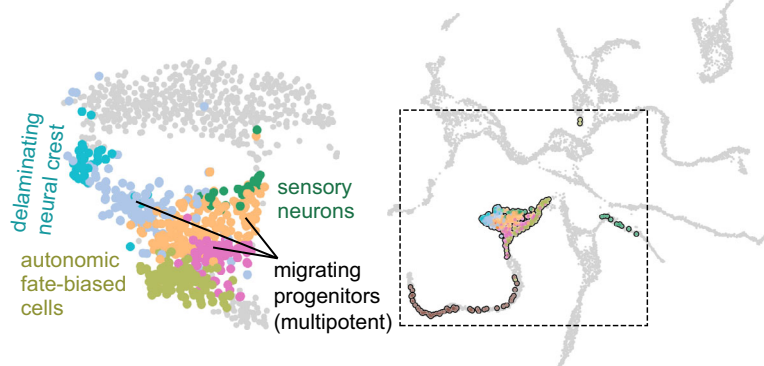 delaminating
neural crest
sensory
neurons
autonomic
fate-biased
cells
migrating
progenitors
(multipotent)